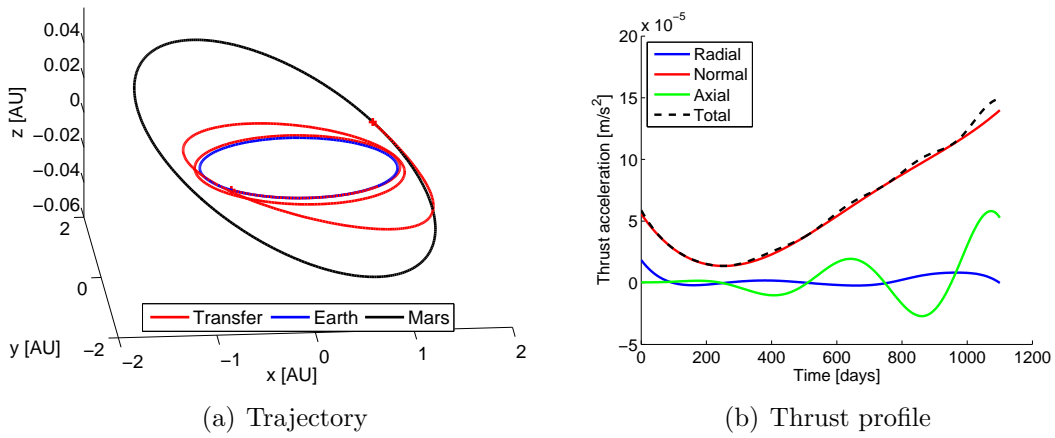 0.04
0.02
0
−0.02
−0.04
−0.06
z [AU]
2
0
−2
y [AU]
−2
−1
0
1
2
x [AU]
Transfer Earth Mars
(a) Trajectory
x 10⁻⁵
20
15
10
5
0
−5
Thrust acceleration [m/s²]
Radial
Normal
Axial
Total
0 200 400 600 800 1000 1200
Time [days]
(b) Thrust profile